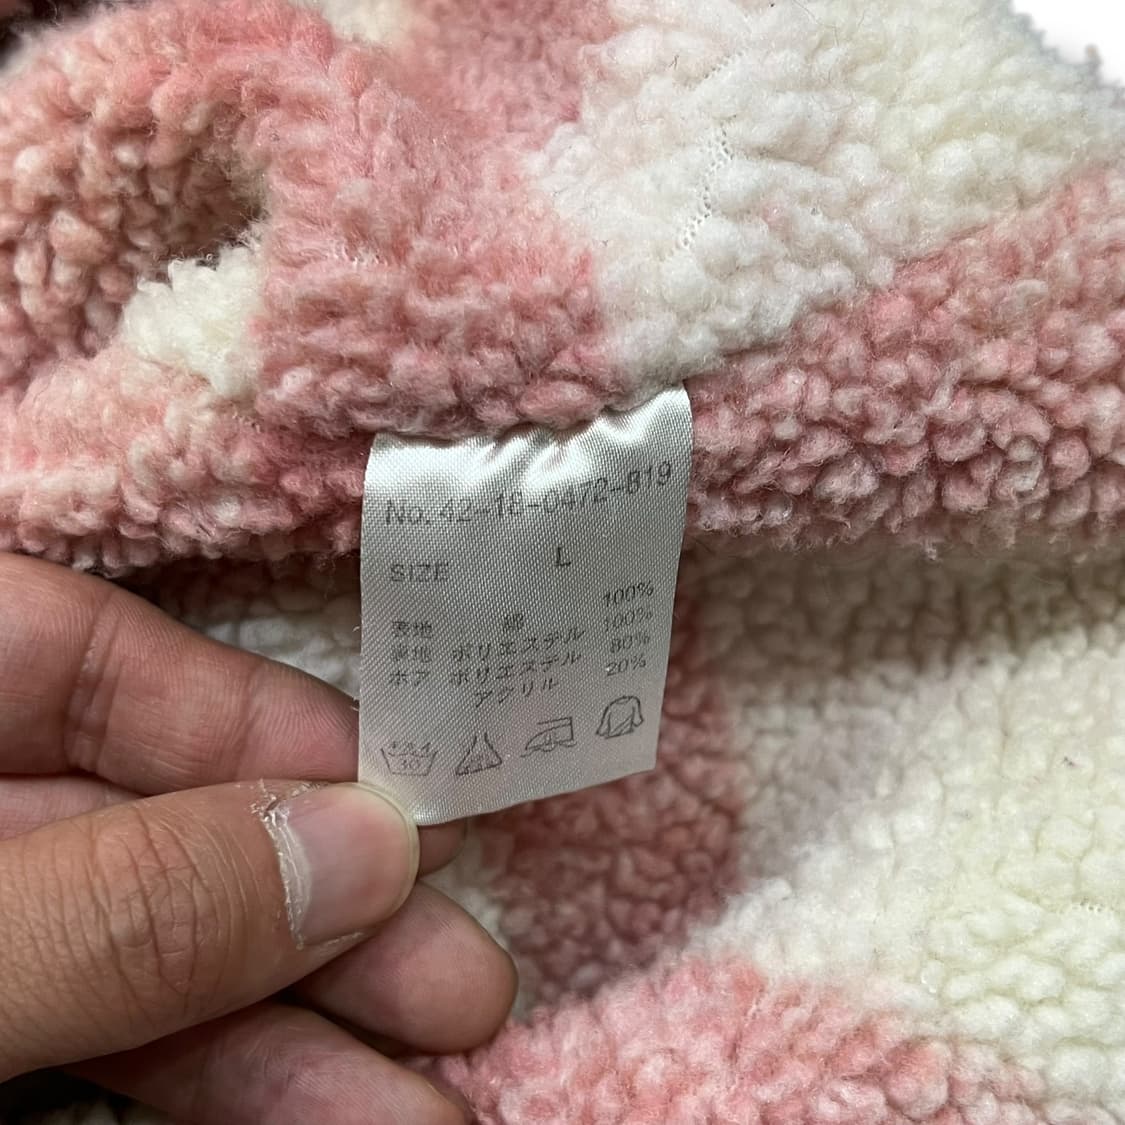 No. 42-18-0472-819
SIZE L
表地 綿 100%
裏地 ポリエステル 100%
ボア ポリエステル 80%
アクリル 20%
30